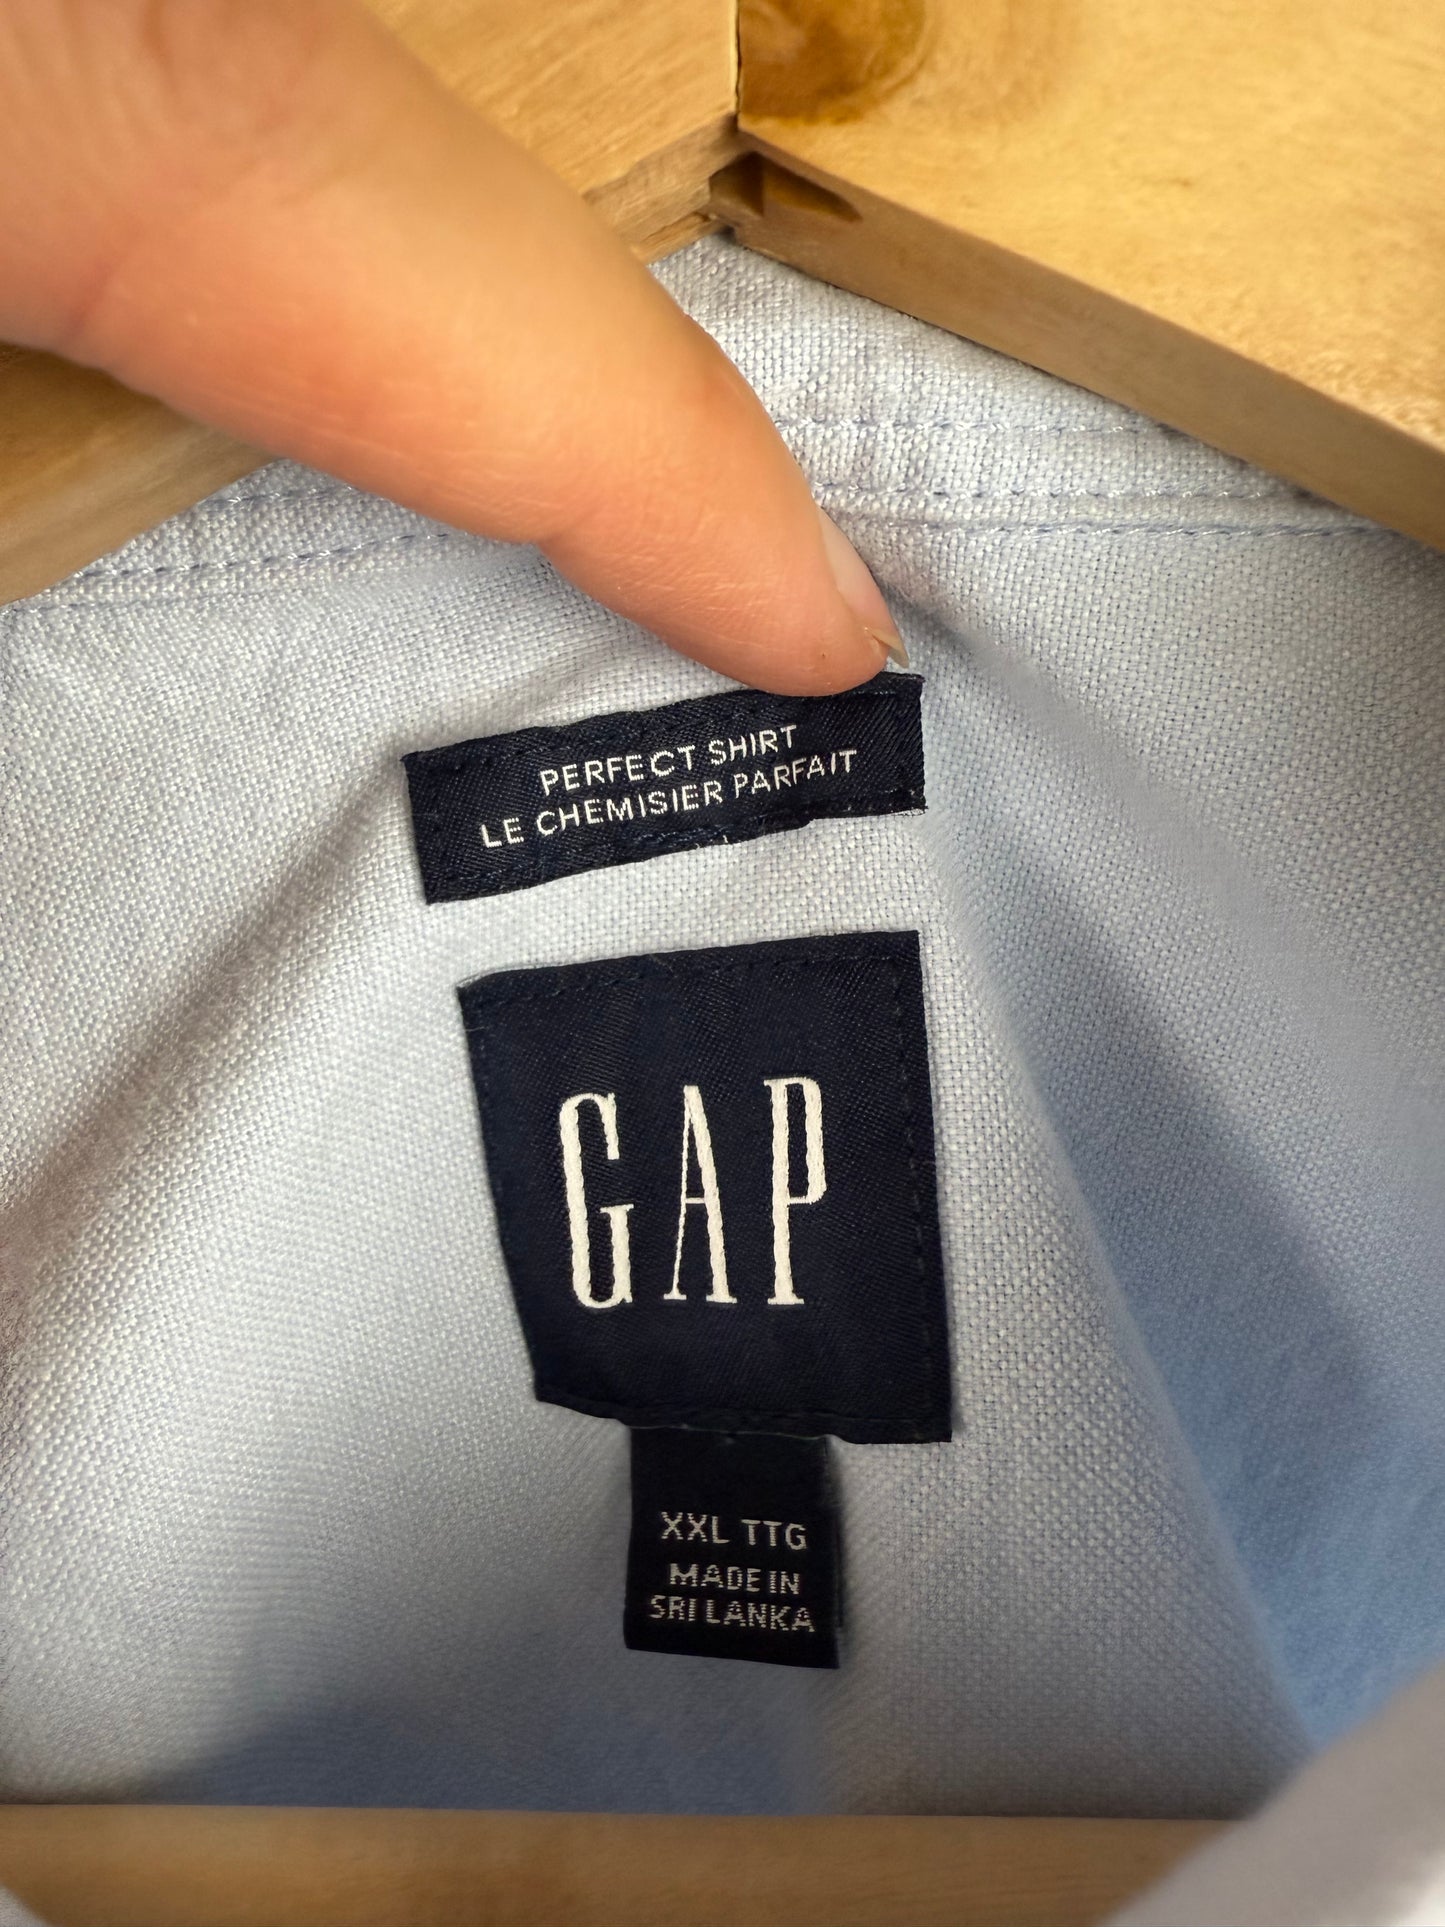 PERFECT SHIRT
LE CHEMISIER PARFAIT
GAP
XXL TTG
MADE IN
SRI LANKA